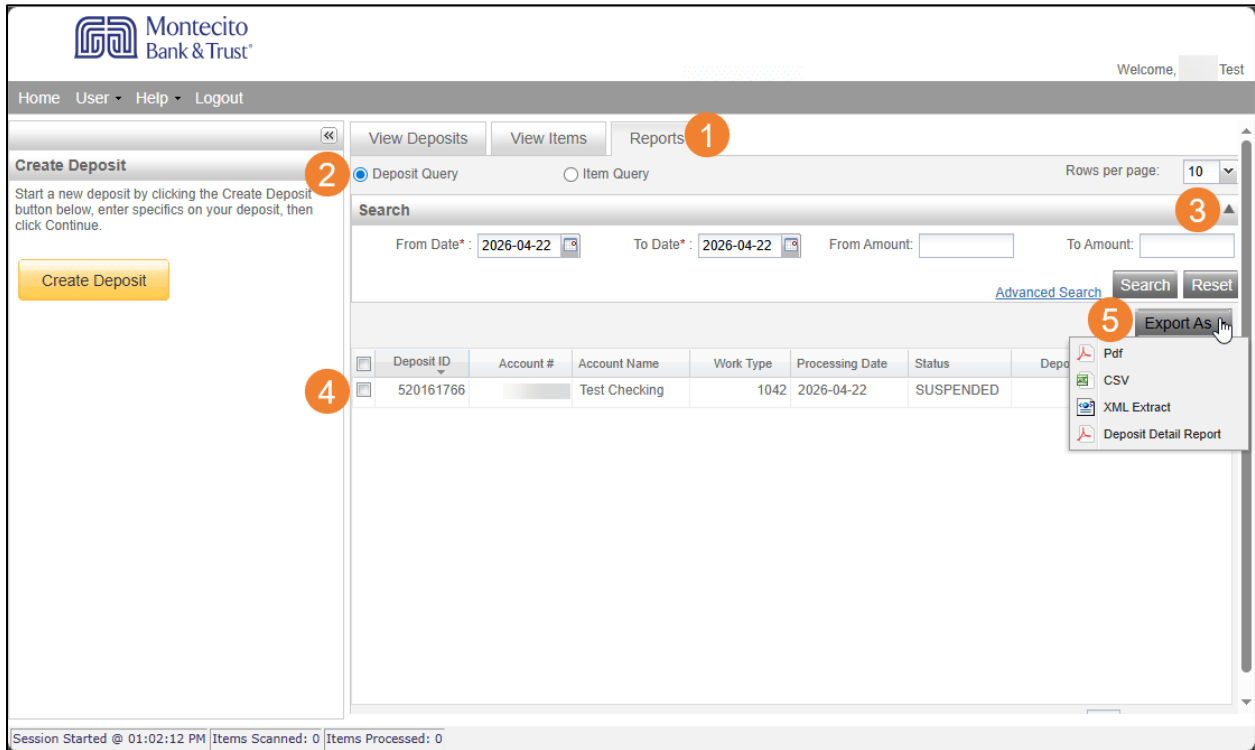 Montecito
Bank & Trust
Welcome, Test
Home User Help Logout
View Deposits View Items Reports 1
Create Deposit
2 Deposit Query Item Query Rows per page: 10
Start a new deposit by clicking the Create Deposit
button below, enter specifics on your deposit, then
click Continue.
Search 3
From Date* : 2026-04-22 To Date* : 2026-04-22 From Amount: To Amount:
Create Deposit
Advanced Search Search Reset
5 Export As
Pdf
CSV
XML Extract
Deposit Detail Report
Deposit ID Account # Account Name Work Type Processing Date Status Depo
4 520161766 Test Checking 1042 2026-04-22 SUSPENDED
Session Started @ 01:02:12 PM Items Scanned: 0 Items Processed: 0